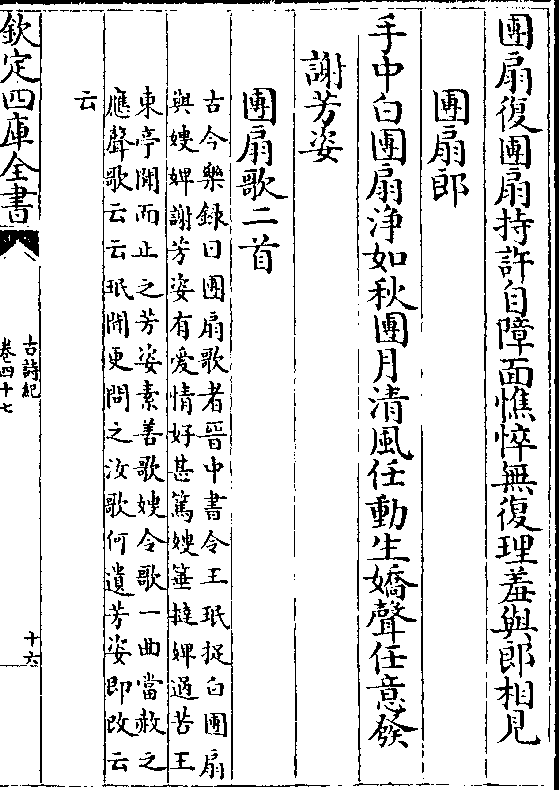 團扇復團扇持許自障面憔悴無復理羞與郎相見
團扇郎
手中白團扇淨如秋團月清風任動生嬌聲任意發
謝芳姿
團扇歌二首
古今樂錄曰團扇歌者晉中書令王珉捉白團扇
與嫂婢謝芳姿有愛情好甚篤嫂箠撻婢過苦王
東亭聞而止之芳姿素善歌嫂令歌一曲當赦之
應聲歌云云珉聞更問之汝歌何遺芳姿即改云
云
欽定四庫全書
古詩紀
卷四十七
十六